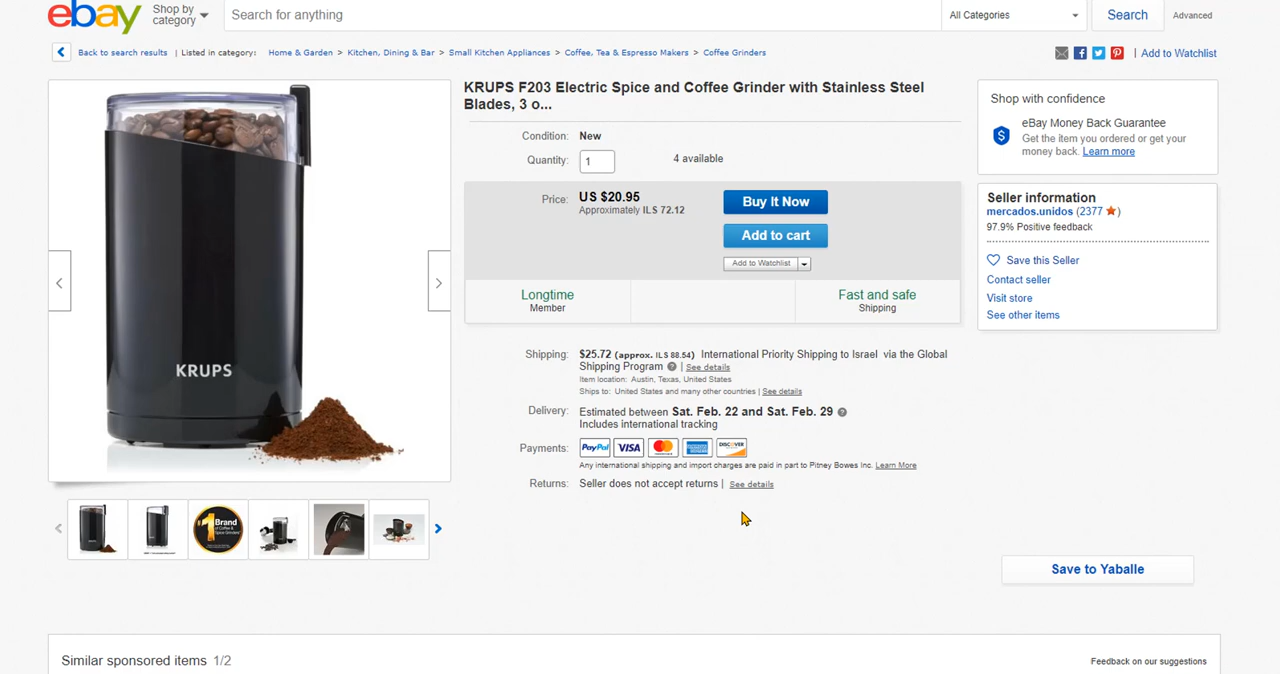 ebay
Shop by
category
Search for anything
All Categories
Search
Advanced
Back to search results | Listed in category: Home & Garden > Kitchen, Dining & Bar > Small Kitchen Appliances > Coffee, Tea & Espresso Makers > Coffee Grinders
| Add to Watchlist
KRUPS F203 Electric Spice and Coffee Grinder with Stainless Steel
Blades, 3 o...
Condition: New
Quantity: 1
4 available
Price: US $20.95
Approximately ILS 72.12
Buy It Now
Add to cart
Add to Watchlist
Longtime
Member
Fast and safe
Shipping
Shipping: $25.72 (approx. ILS 88.54) International Priority Shipping to Israel via the Global
Shipping Program ? | See details
Item location: Austin, Texas, United States
Ships to: United States and many other countries | See details
Delivery: Estimated between Sat. Feb. 22 and Sat. Feb. 29 ?
Includes international tracking
Payments: PayPal VISA MasterCard AMERICAN EXPRESS DISCOVER
Any international shipping and import charges are paid in part to Pitney Bowes Inc. Learn More
Returns: Seller does not accept returns | See details
Shop with confidence
eBay Money Back Guarantee
Get the item you ordered or get your
money back. Learn more
Seller information
mercados.unidos (2377 )
97.9% Positive feedback
Save this Seller
Contact seller
Visit store
See other items
KRUPS
#1 Brand
Save to Yaballe
Similar sponsored items 1/2
Feedback on our suggestions